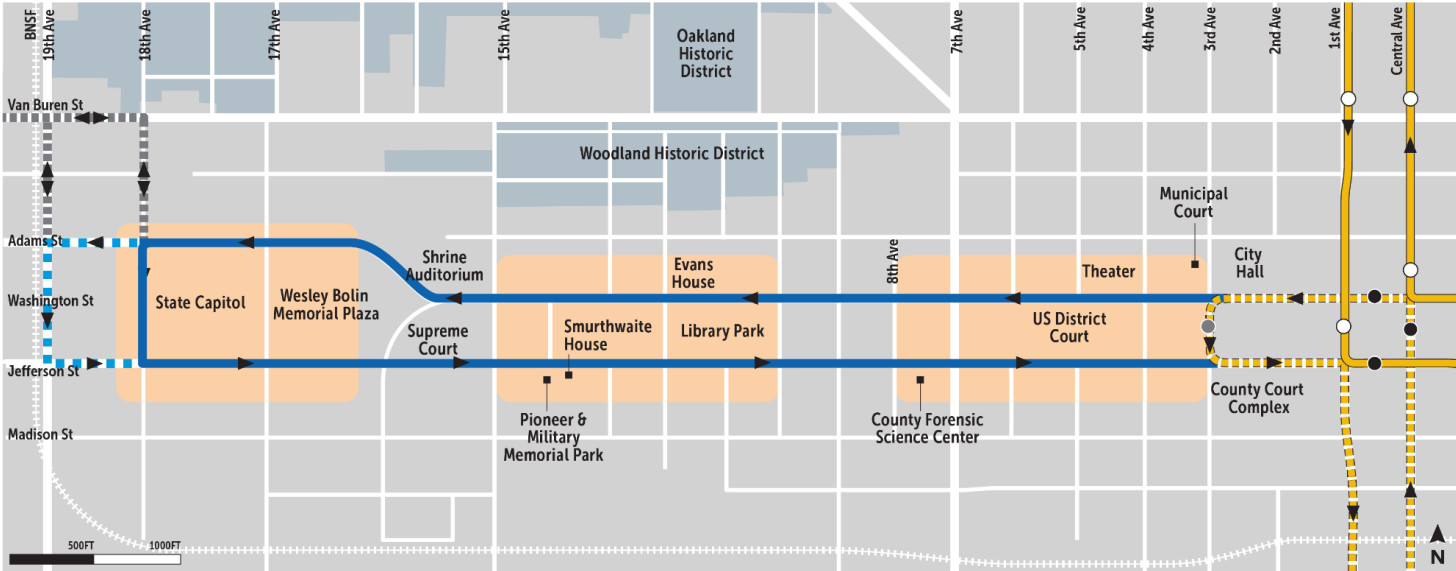 BNSF
19th Ave
18th Ave
17th Ave
15th Ave
7th Ave
5th Ave
4th Ave
3rd Ave
2nd Ave
1st Ave
Central Ave
Oakland
Historic
District
Van Buren St
Woodland Historic District
Municipal
Court
Adams St
Shrine
Auditorium
Evans
House
8th Ave
Theater
City
Hall
Washington St
State Capitol
Wesley Bolin
Memorial Plaza
Supreme
Court
Smurthwaite
House
Library Park
US District
Court
Jefferson St
County Court
Complex
Pioneer &
Military
Memorial Park
County Forensic
Science Center
Madison St
500FT
1000FT
N